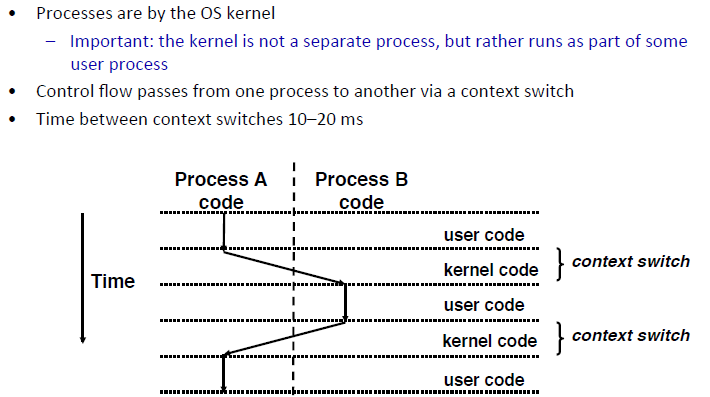 • Processes are by the OS kernel
– Important: the kernel is not a separate process, but rather runs as part of some
user process
• Control flow passes from one process to another via a context switch
• Time between context switches 10–20 ms
Process A
code
Process B
code
Time
user code
kernel code
context switch
user code
kernel code
context switch
user code